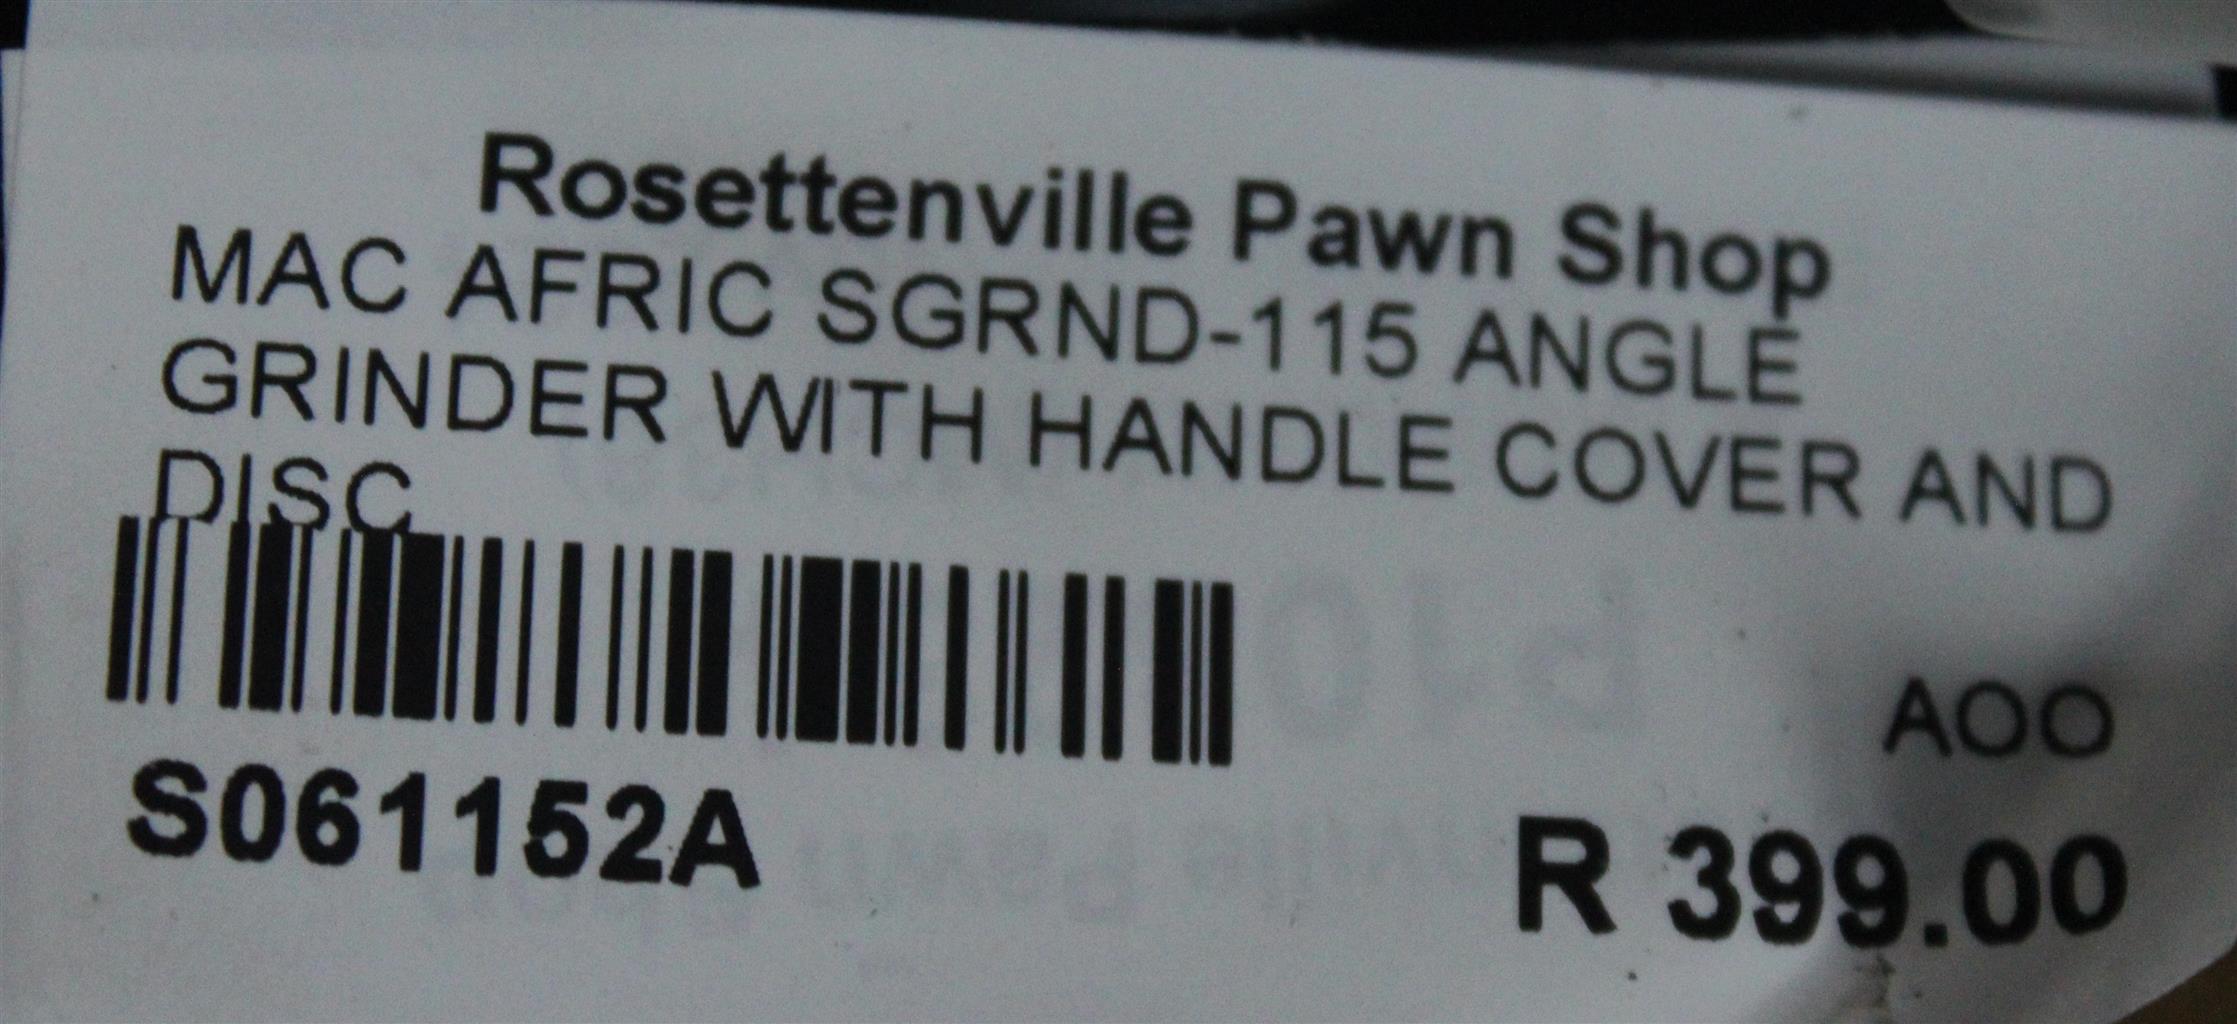 Rosettenville Pawn Shop
MAC AFRIC SGRND-115 ANGLE
GRINDER WITH HANDLE COVER AND
DISC
AOO
S061152A
R 399.00